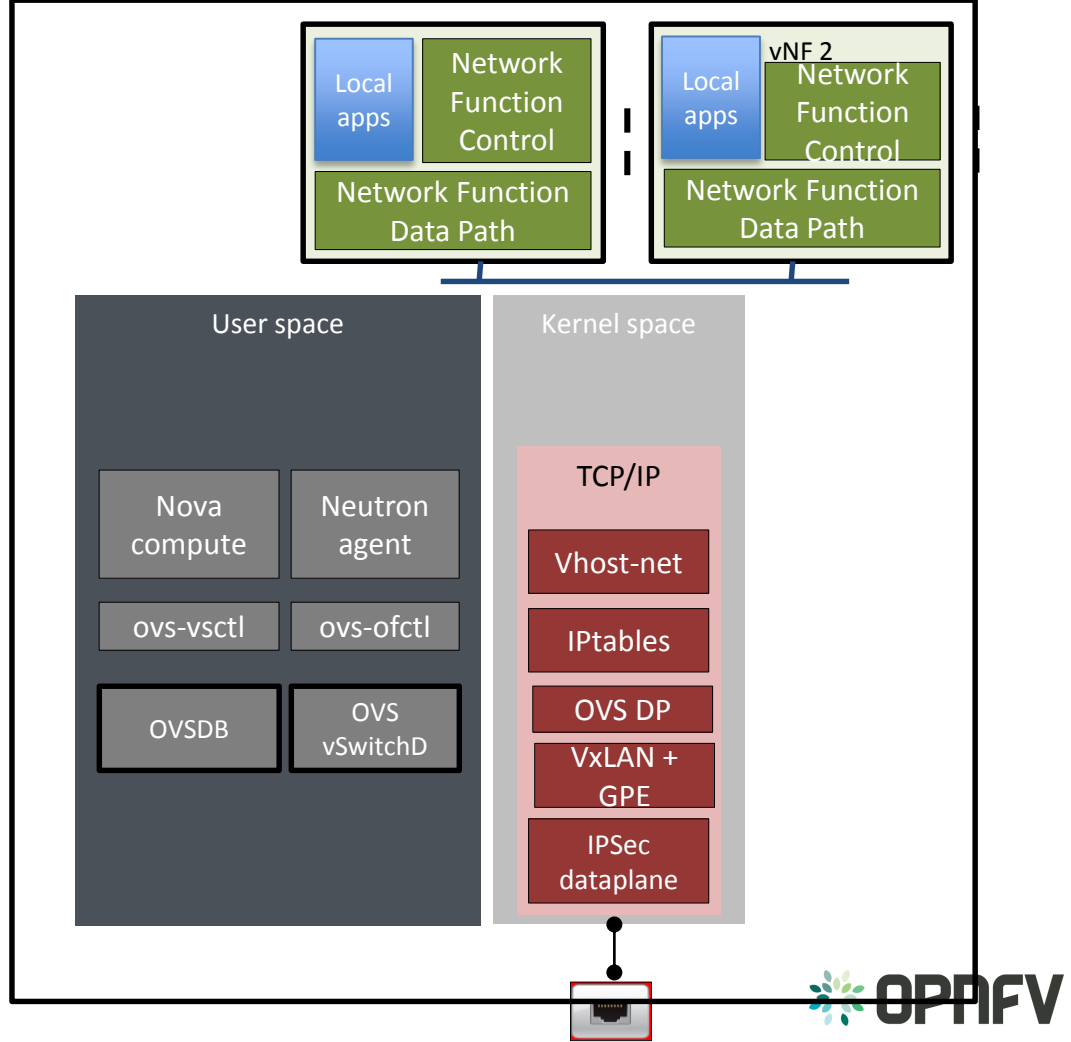 Local
apps
Network
Function
Control
Network Function
Data Path
vNF 2
Local
apps
Network
Function
Control
Network Function
Data Path
User space
Nova
compute
Neutron
agent
ovs-vsctl
ovs-ofctl
OVSDB
OVS
vSwitchD
Kernel space
TCP/IP
Vhost-net
IPtables
OVS DP
VxLAN +
GPE
IPSec
dataplane
OPNFV